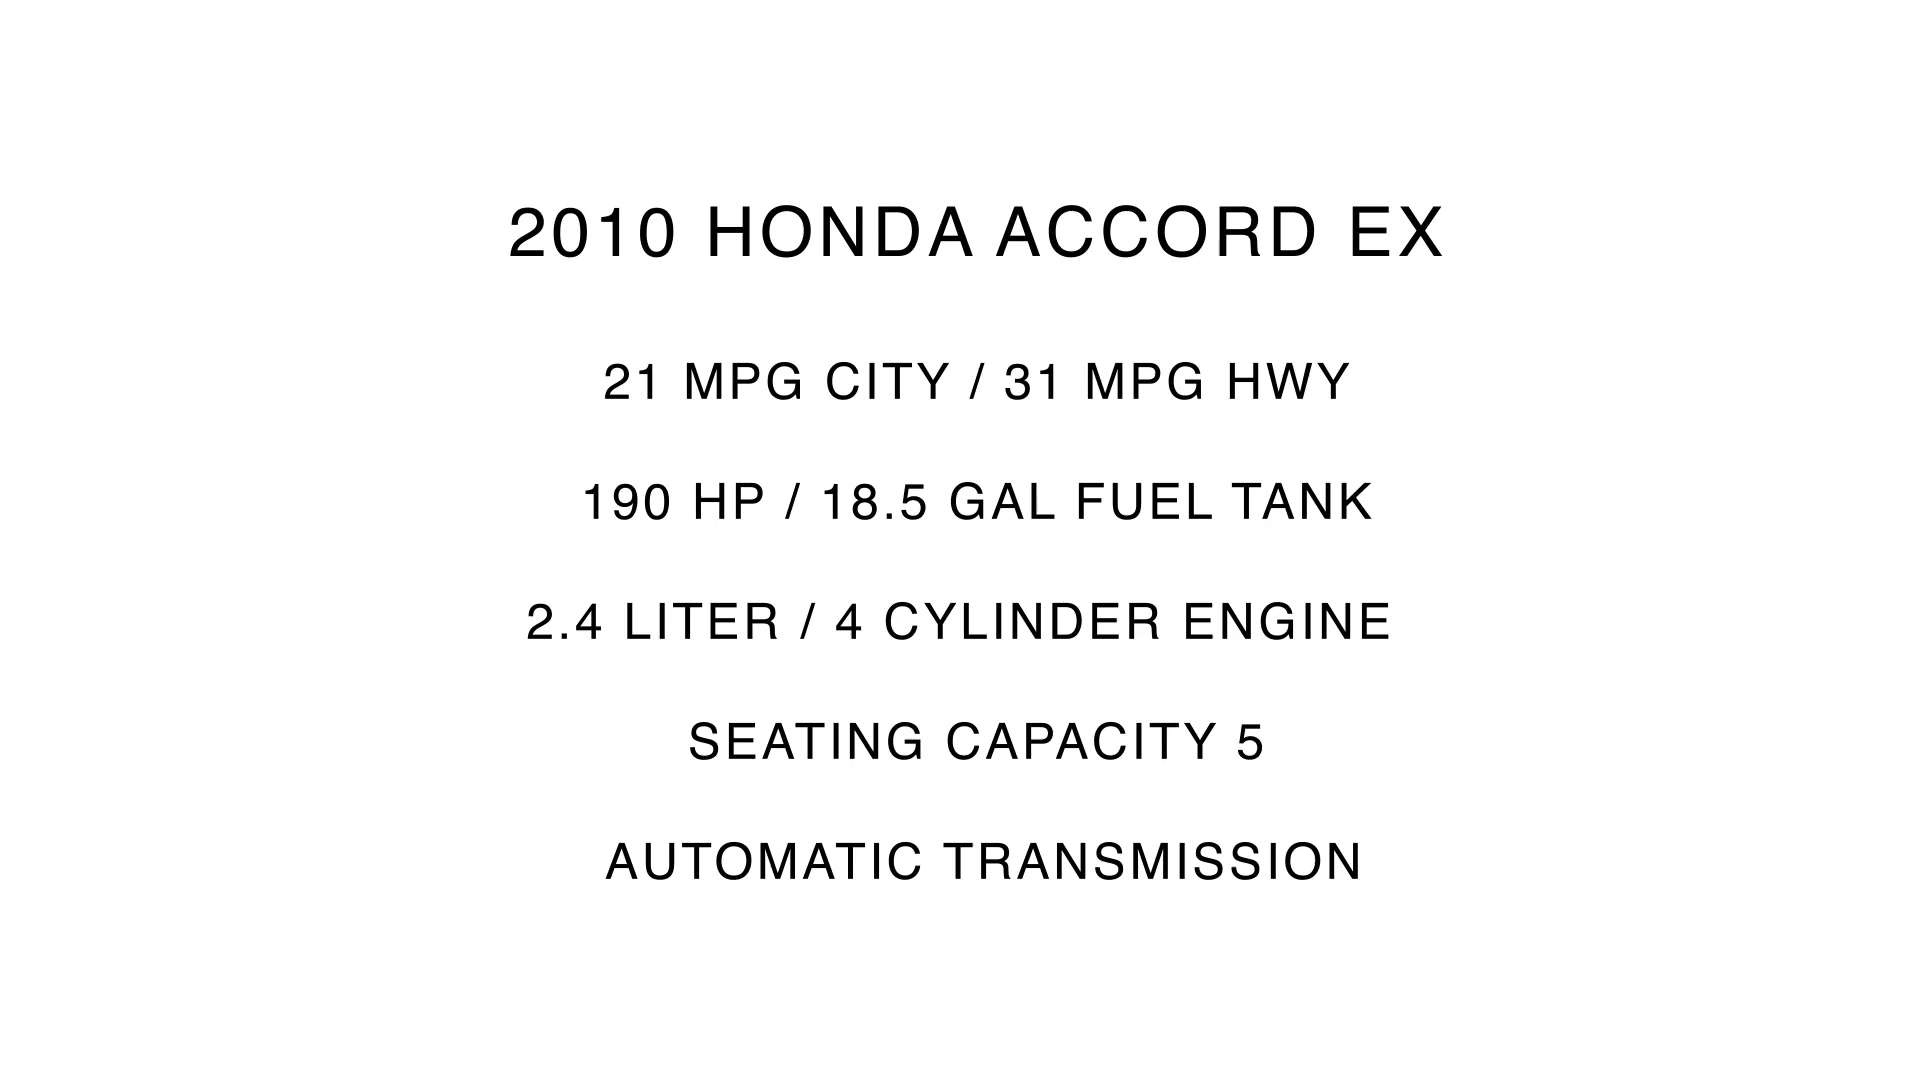 2010 HONDA ACCORD EX
21 MPG CITY / 31 MPG HWY
190 HP / 18.5 GAL FUEL TANK
2.4 LITER / 4 CYLINDER ENGINE
SEATING CAPACITY 5
AUTOMATIC TRANSMISSION